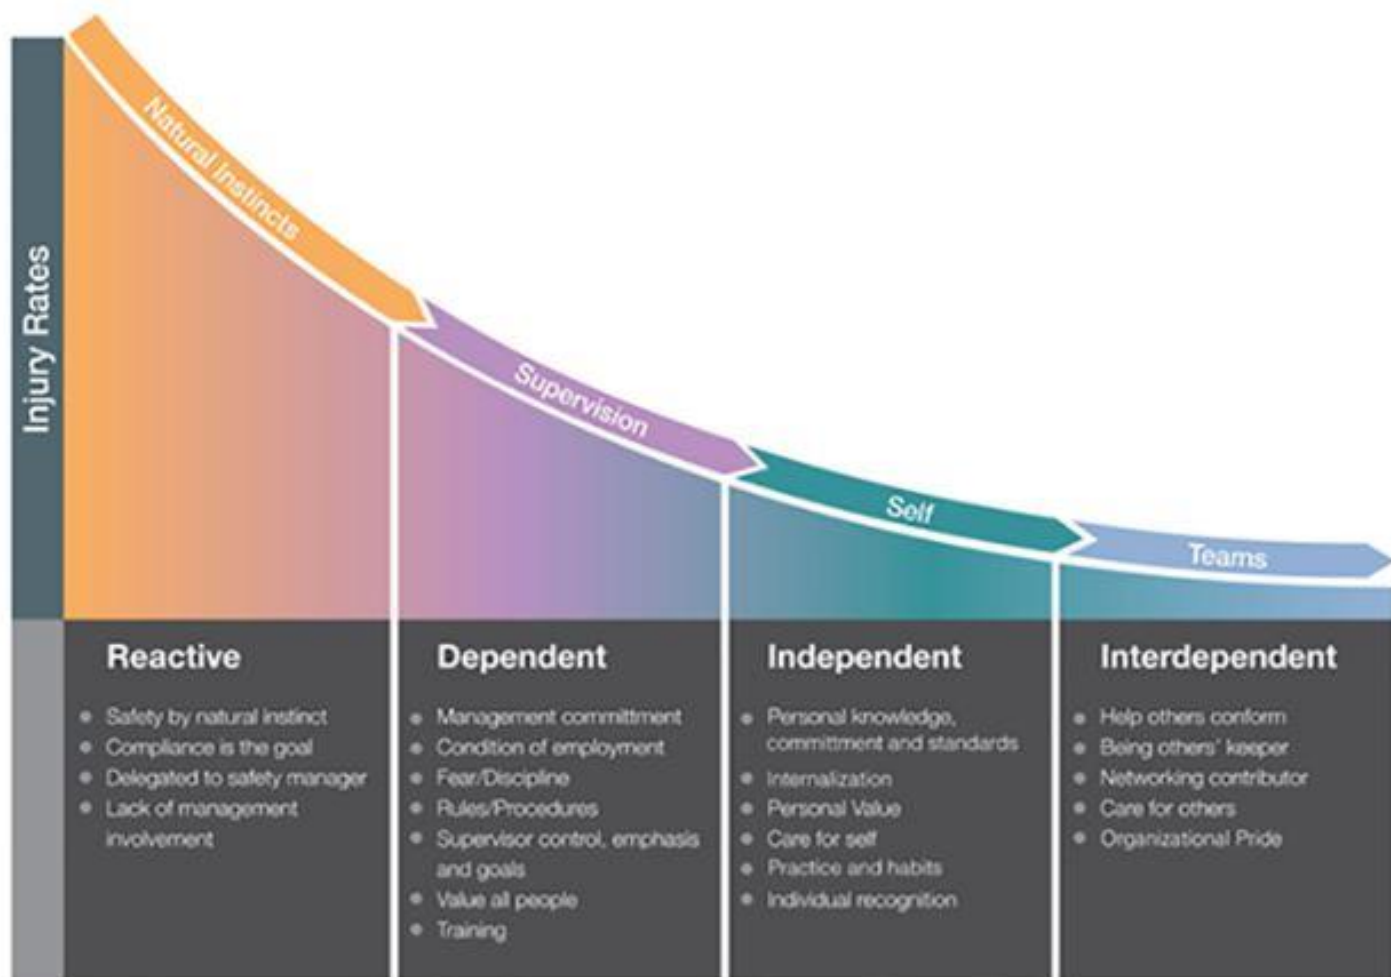 Injury Rates
Natural Instincts
Supervision
Self
Teams
Reactive
Safety by natural instinct
Compliance is the goal
Delegated to safety manager
Lack of management
involvement
Dependent
Management committment
Condition of employment
Fear/Discipline
Rules/Procedures
Supervisor control, emphasis
and goals
Value all people
Training
Independent
Personal knowledge,
committment and standards
Internalization
Personal Value
Care for self
Practice and habits
Individual recognition
Interdependent
Help others conform
Being others' keeper
Networking contributor
Care for others
Organizational Pride